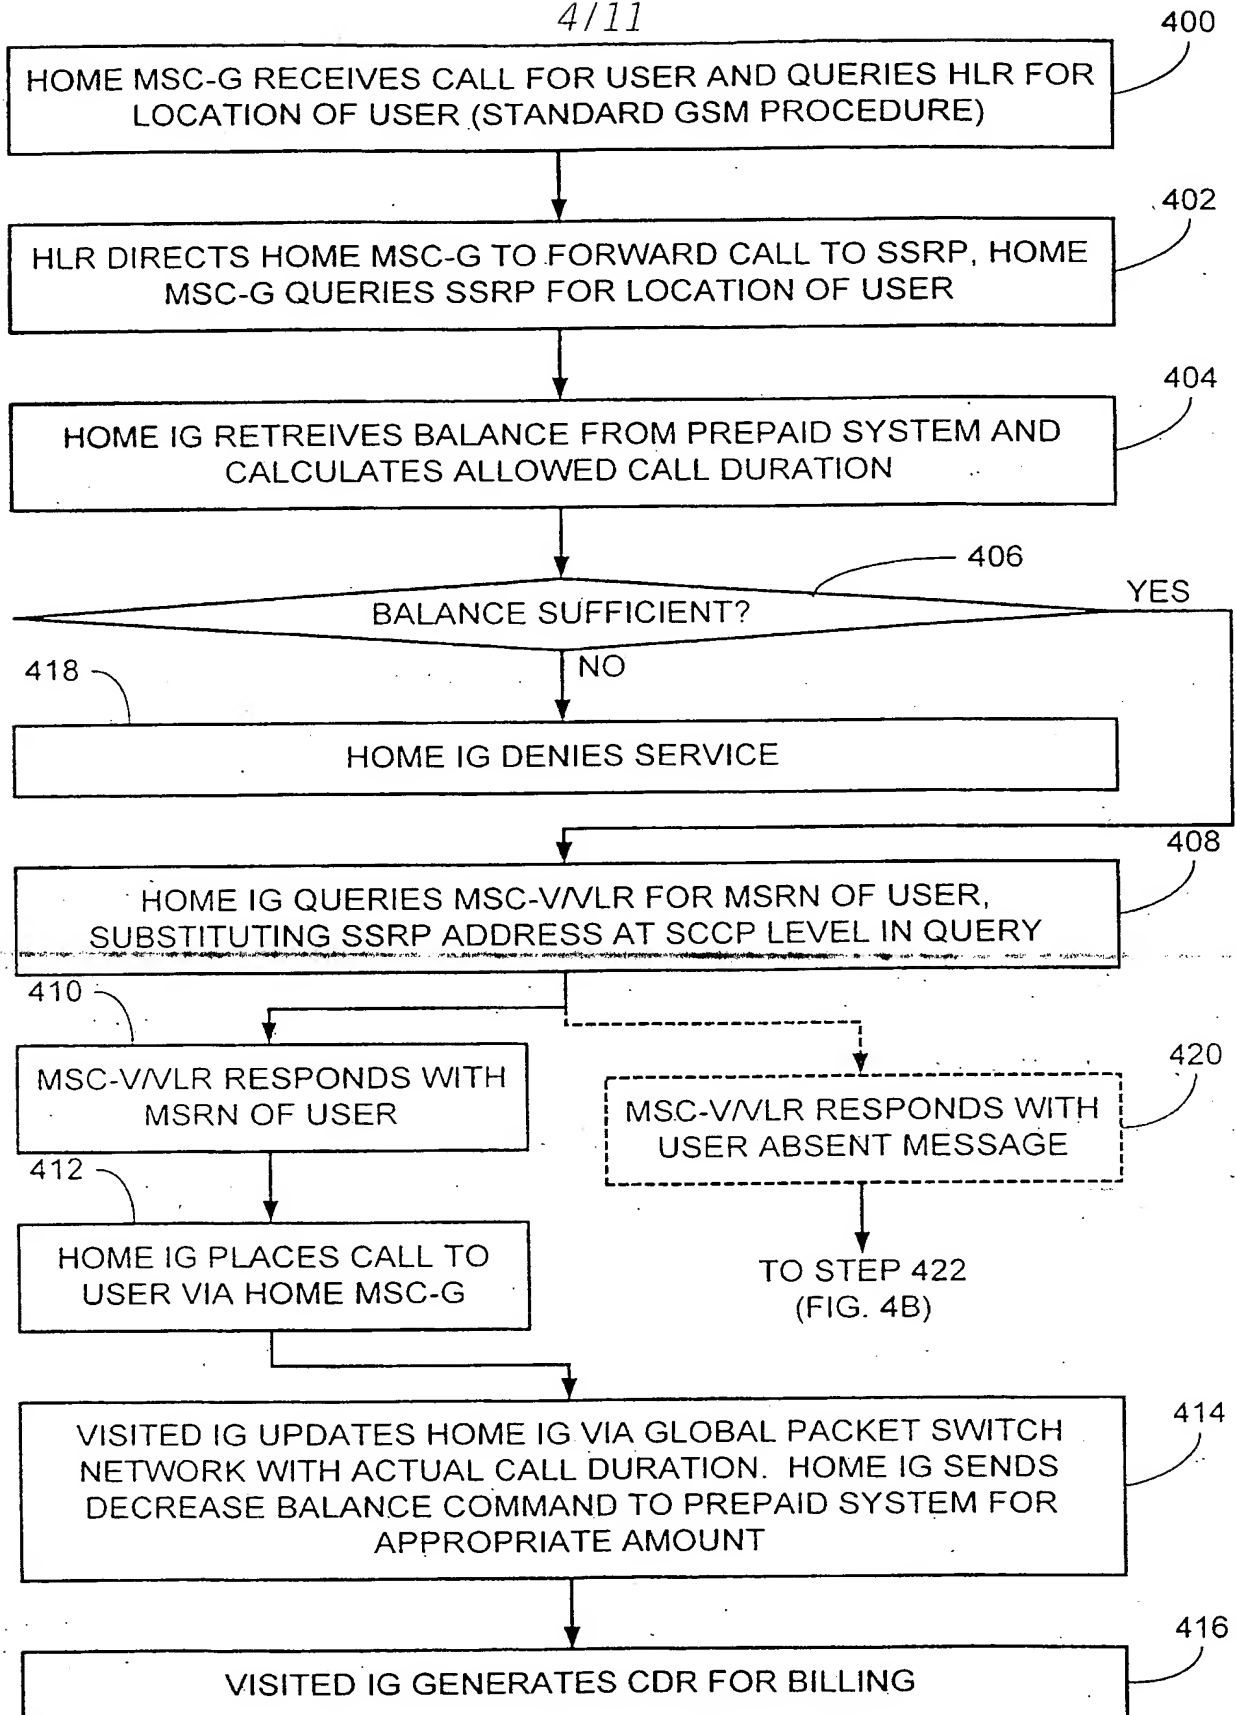 4/11
400
HOME MSC-G RECEIVES CALL FOR USER AND QUERIES HLR FOR
LOCATION OF USER (STANDARD GSM PROCEDURE)
402
HLR DIRECTS HOME MSC-G TO FORWARD CALL TO SSRP, HOME
MSC-G QUERIES SSRP FOR LOCATION OF USER
404
HOME IG RETREIVES BALANCE FROM PREPAID SYSTEM AND
CALCULATES ALLOWED CALL DURATION
406
BALANCE SUFFICIENT?
YES
NO
418
HOME IG DENIES SERVICE
408
HOME IG QUERIES MSC-V/VLR FOR MSRN OF USER,
SUBSTITUTING SSRP ADDRESS AT SCCP LEVEL IN QUERY
410
MSC-V/VLR RESPONDS WITH
MSRN OF USER
420
MSC-V/VLR RESPONDS WITH
USER ABSENT MESSAGE
412
HOME IG PLACES CALL TO
USER VIA HOME MSC-G
TO STEP 422
(FIG. 4B)
414
VISITED IG UPDATES HOME IG VIA GLOBAL PACKET SWITCH
NETWORK WITH ACTUAL CALL DURATION. HOME IG SENDS
DECREASE BALANCE COMMAND TO PREPAID SYSTEM FOR
APPROPRIATE AMOUNT
416
VISITED IG GENERATES CDR FOR BILLING